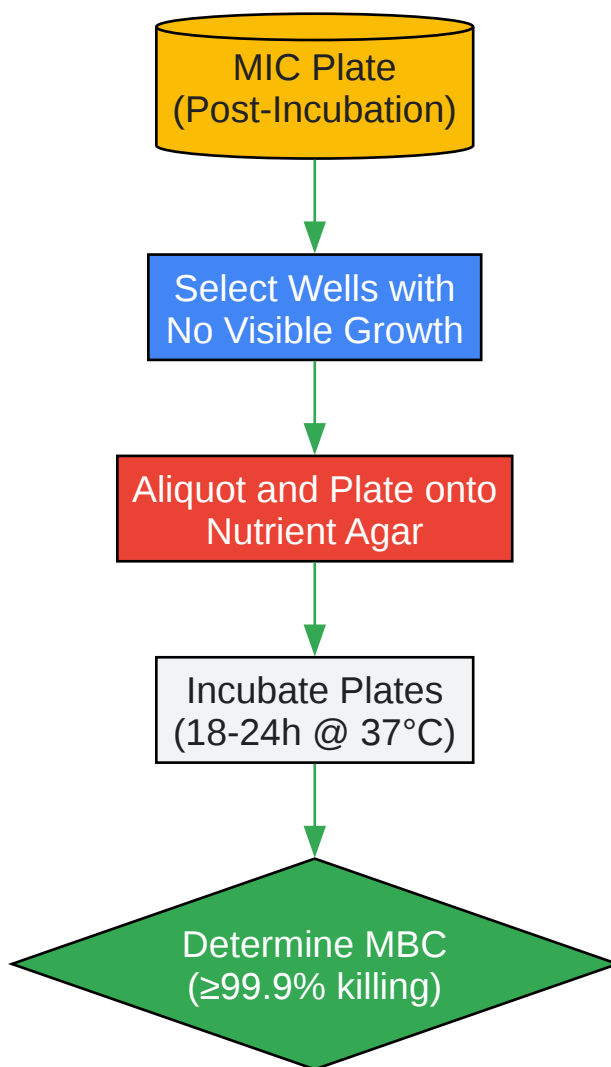 MIC Plate
(Post-Incubation)
Select Wells with
No Visible Growth
Aliquot and Plate onto
Nutrient Agar
Incubate Plates
(18-24h @ 37°C)
Determine MBC
(≥99.9% killing)